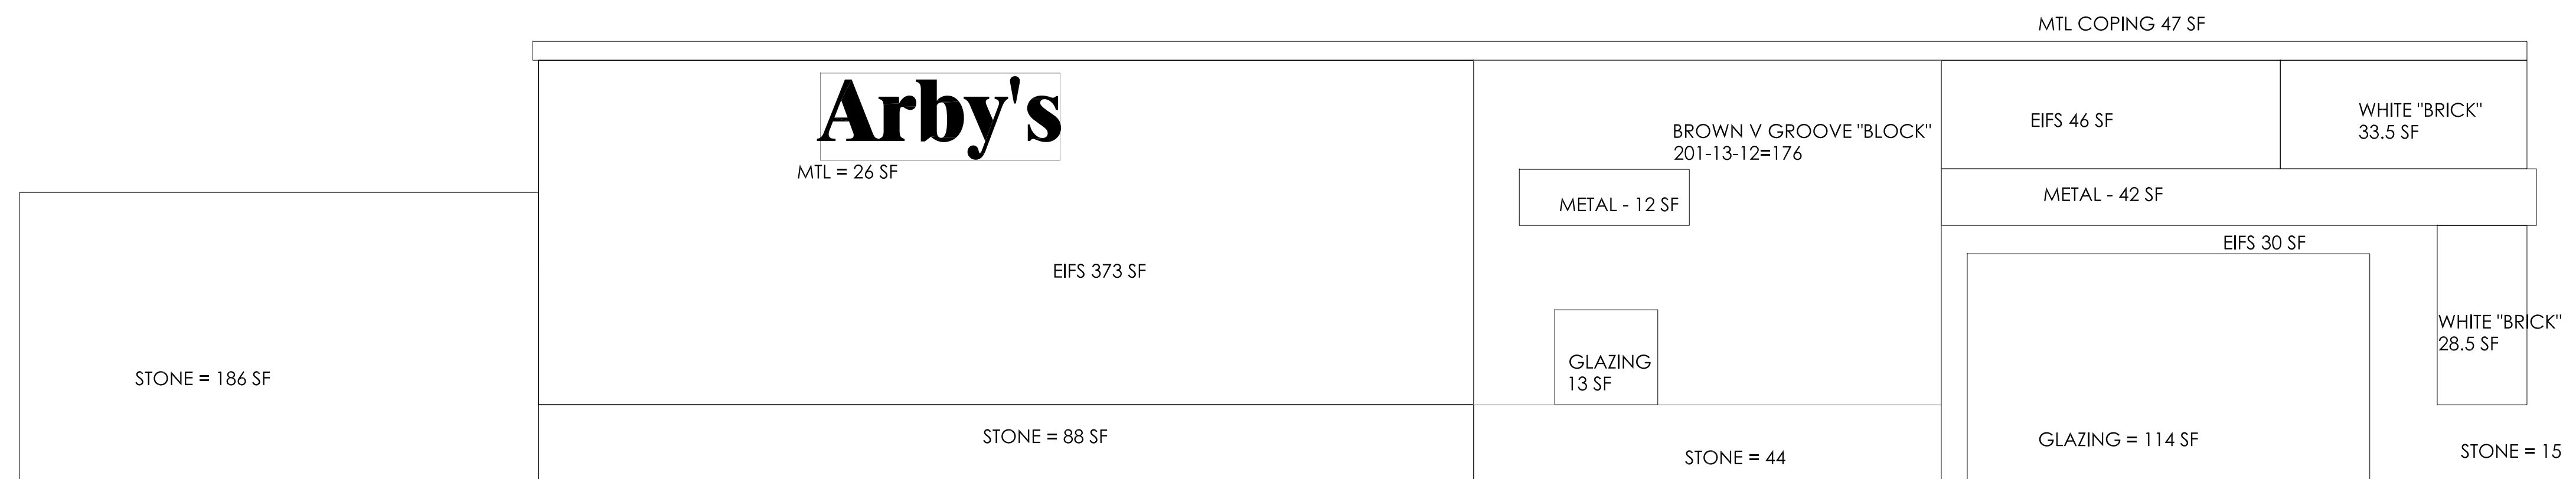 MTL COPING 47 SF
Arby's
MTL = 26 SF
EIFS 373 SF
STONE = 186 SF
STONE = 88 SF
BROWN V GROOVE "BLOCK"
201-13-12=176
METAL - 12 SF
GLAZING
13 SF
STONE = 44
EIFS 46 SF
WHITE "BRICK"
33.5 SF
METAL - 42 SF
EIFS 30 SF
WHITE "BRICK"
28.5 SF
GLAZING = 114 SF
STONE = 15